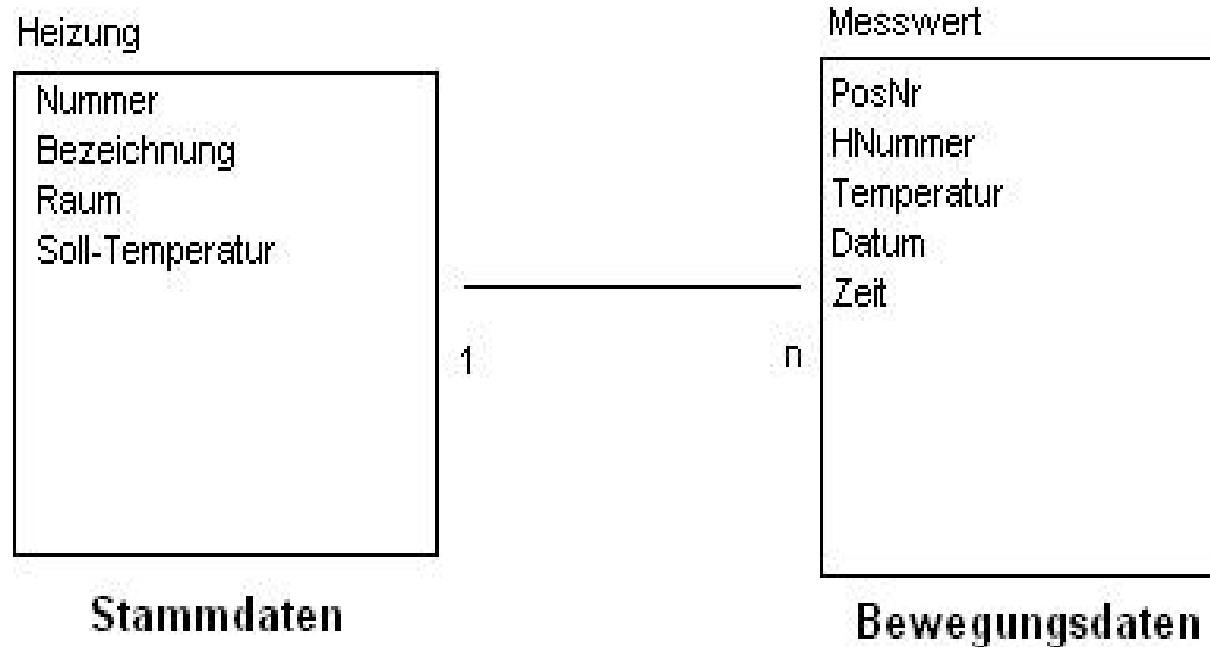 Heizung
Nummer
Bezeichnung
Raum
Soll-Temperatur
1
Stammdaten
n
Messwert
PosNr
HNummer
Temperatur
Datum
Zeit
Bewegungsdaten